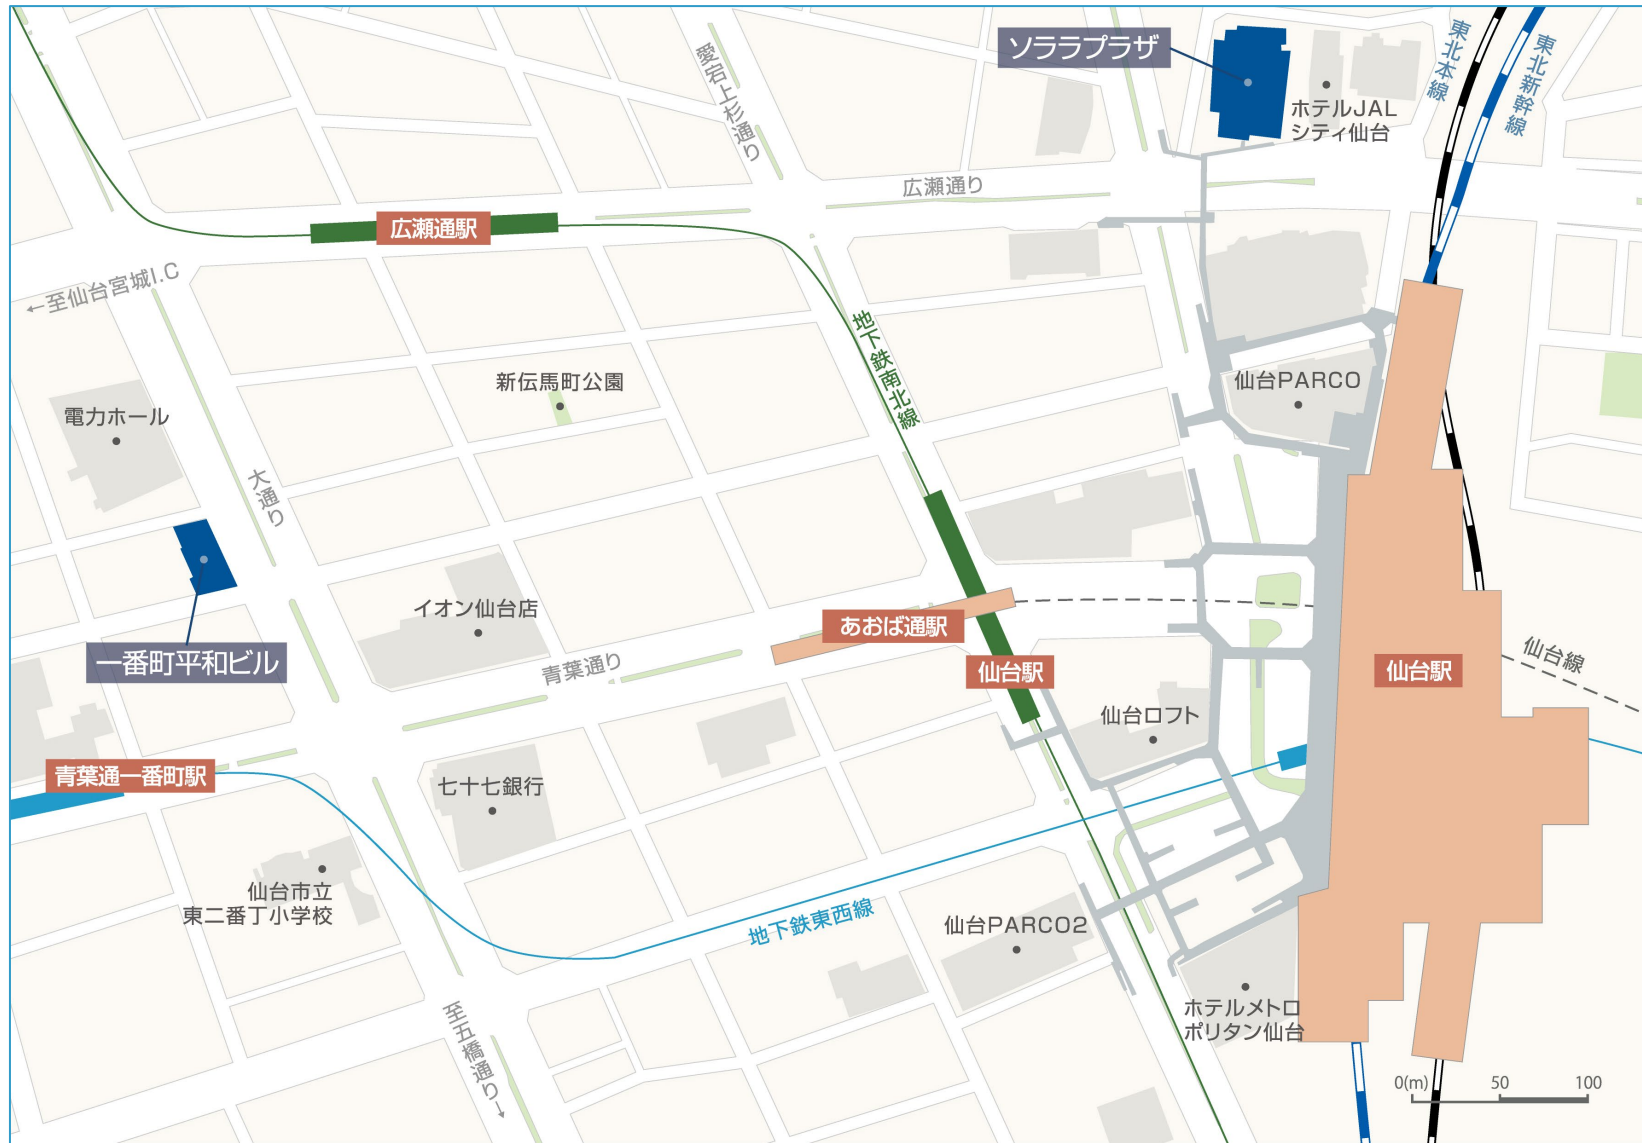 ソララプラザ
東北本線
東北新幹線
ホテルJAL
シティ仙台
愛宕上杉通り
広瀬通り
広瀬通駅
←至仙台宮城I.C
地下鉄南北線
新伝馬町公園
仙台PARCO
電力ホール
大通り
イオン仙台店
あおば通駅
一番町平和ビル
青葉通り
仙台駅
仙台駅
仙台線
仙台ロフト
青葉通一番町駅
七十七銀行
仙台市立
東二番丁小学校
地下鉄東西線
仙台PARCO2
ホテルメトロ
ポリタン仙台
至五橋通り→
0(m) 50 100